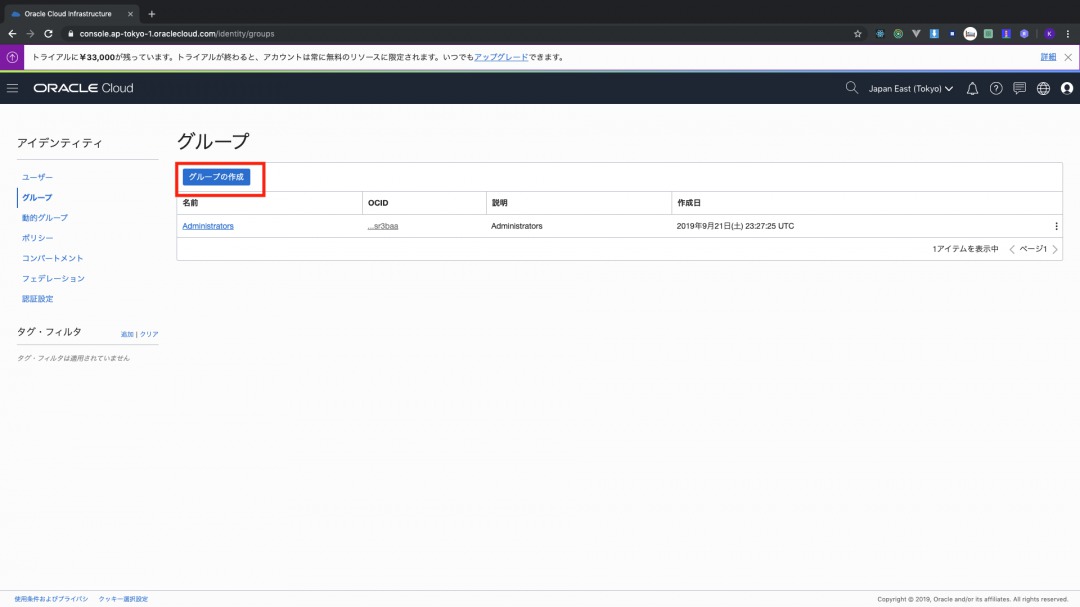 Oracle Cloud Infrastructure
console.ap-tokyo-1.oraclecloud.com/identity/groups
トライアルに¥33,000が残っています。トライアルが終わると、アカウントは常に無料のリソースに限定されます。いつでもアップグレードできます。 詳細
ORACLE Cloud
Japan East (Tokyo)
アイデンティティ
ユーザー
グループ
動的グループ
ポリシー
コンパートメント
フェデレーション
認証設定
タグ・フィルタ 追加 | クリア
タグ・フィルタは適用されていません
グループ
グループの作成
名前 OCID 説明 作成日
Administrators ...sr3baa Administrators 2019年9月21日(土) 23:27:25 UTC
1アイテムを表示中 ページ1
使用条件およびプライバシ クッキー選択設定
Copyright © 2019, Oracle and/or its affiliates. All rights reserved.